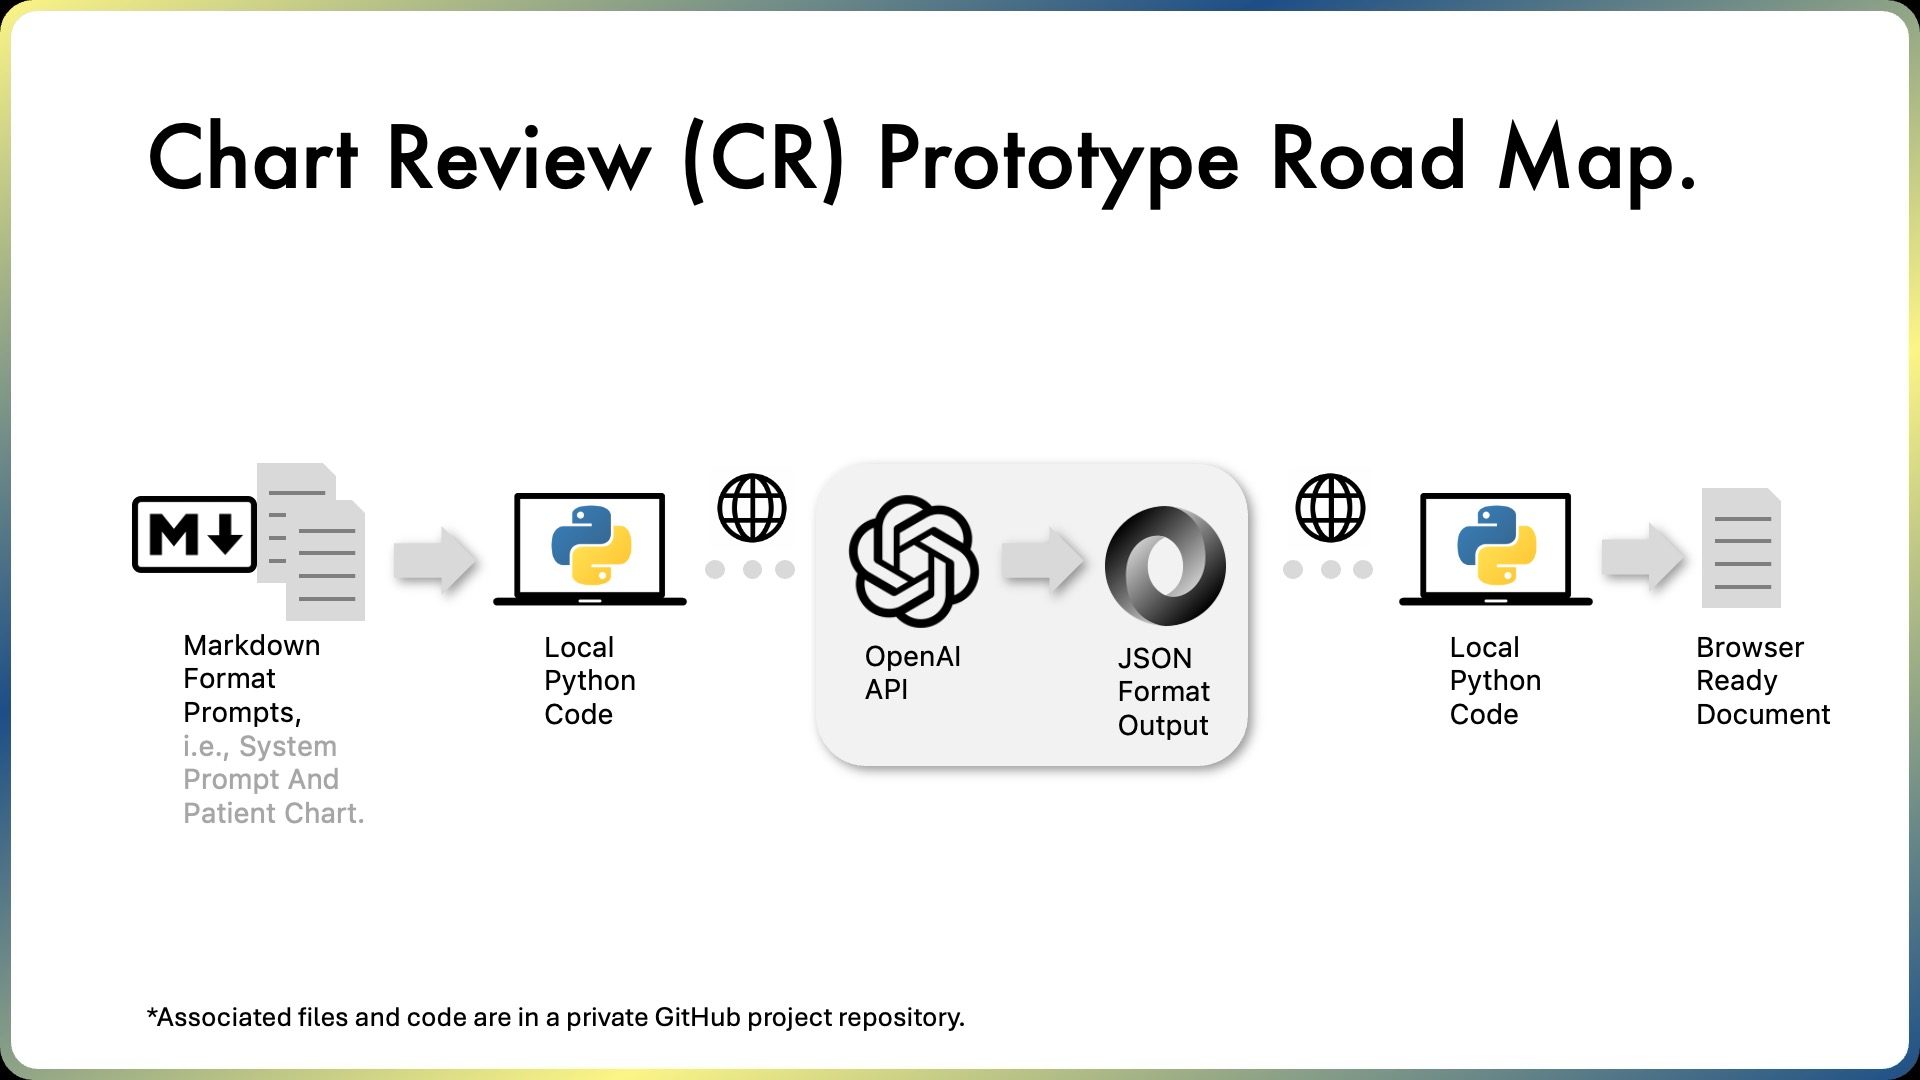 Chart Review (CR) Prototype Road Map.
M
Markdown
Format
Prompts,
i.e., System
Prompt And
Patient Chart.
Local
Python
Code
OpenAI
API
JSON
Format
Output
Local
Python
Code
Browser
Ready
Document
*Associated files and code are in a private GitHub project repository.